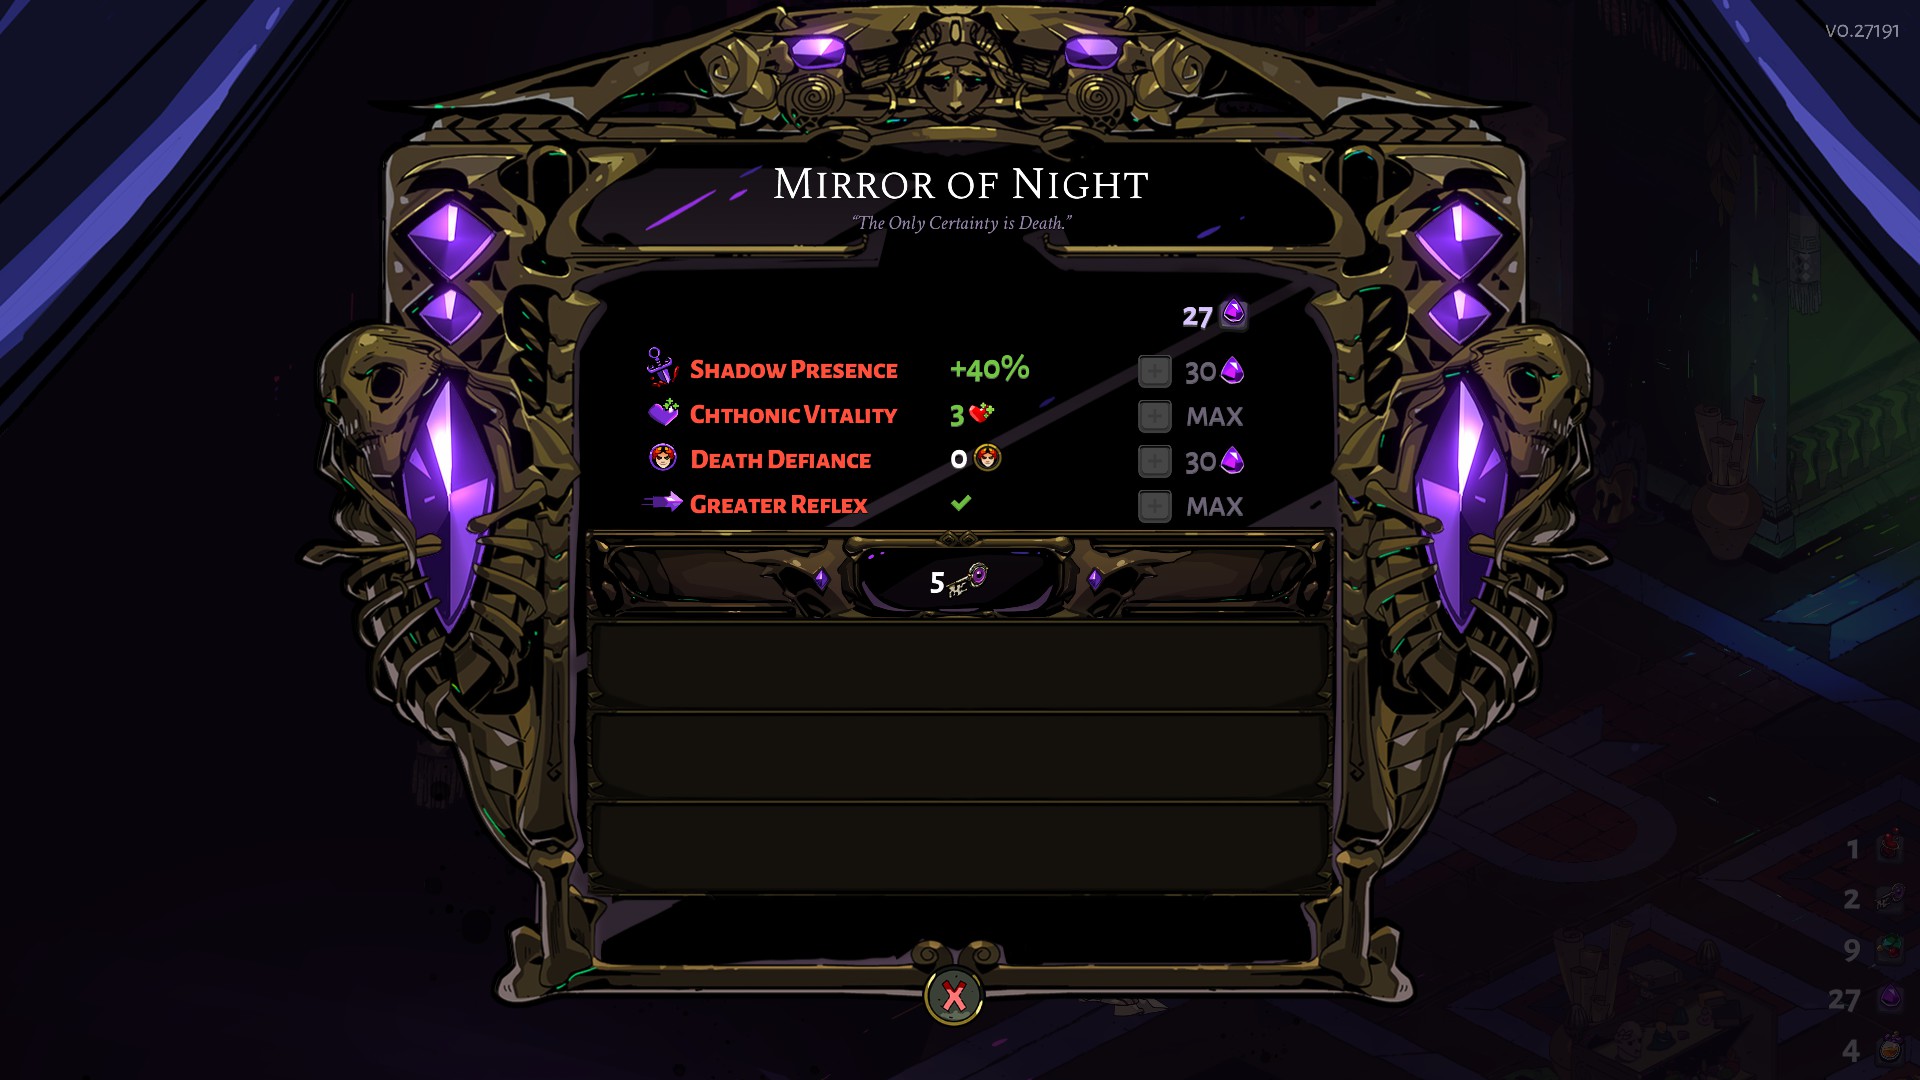 V0.27191
MIRROR OF NIGHT
“The Only Certainty is Death.”
27
SHADOW PRESENCE +40% 30
CHTHONIC VITALITY 3 MAX
DEATH DEFIANCE 0 30
GREATER REFLEX MAX
5
1
2
9
27
4